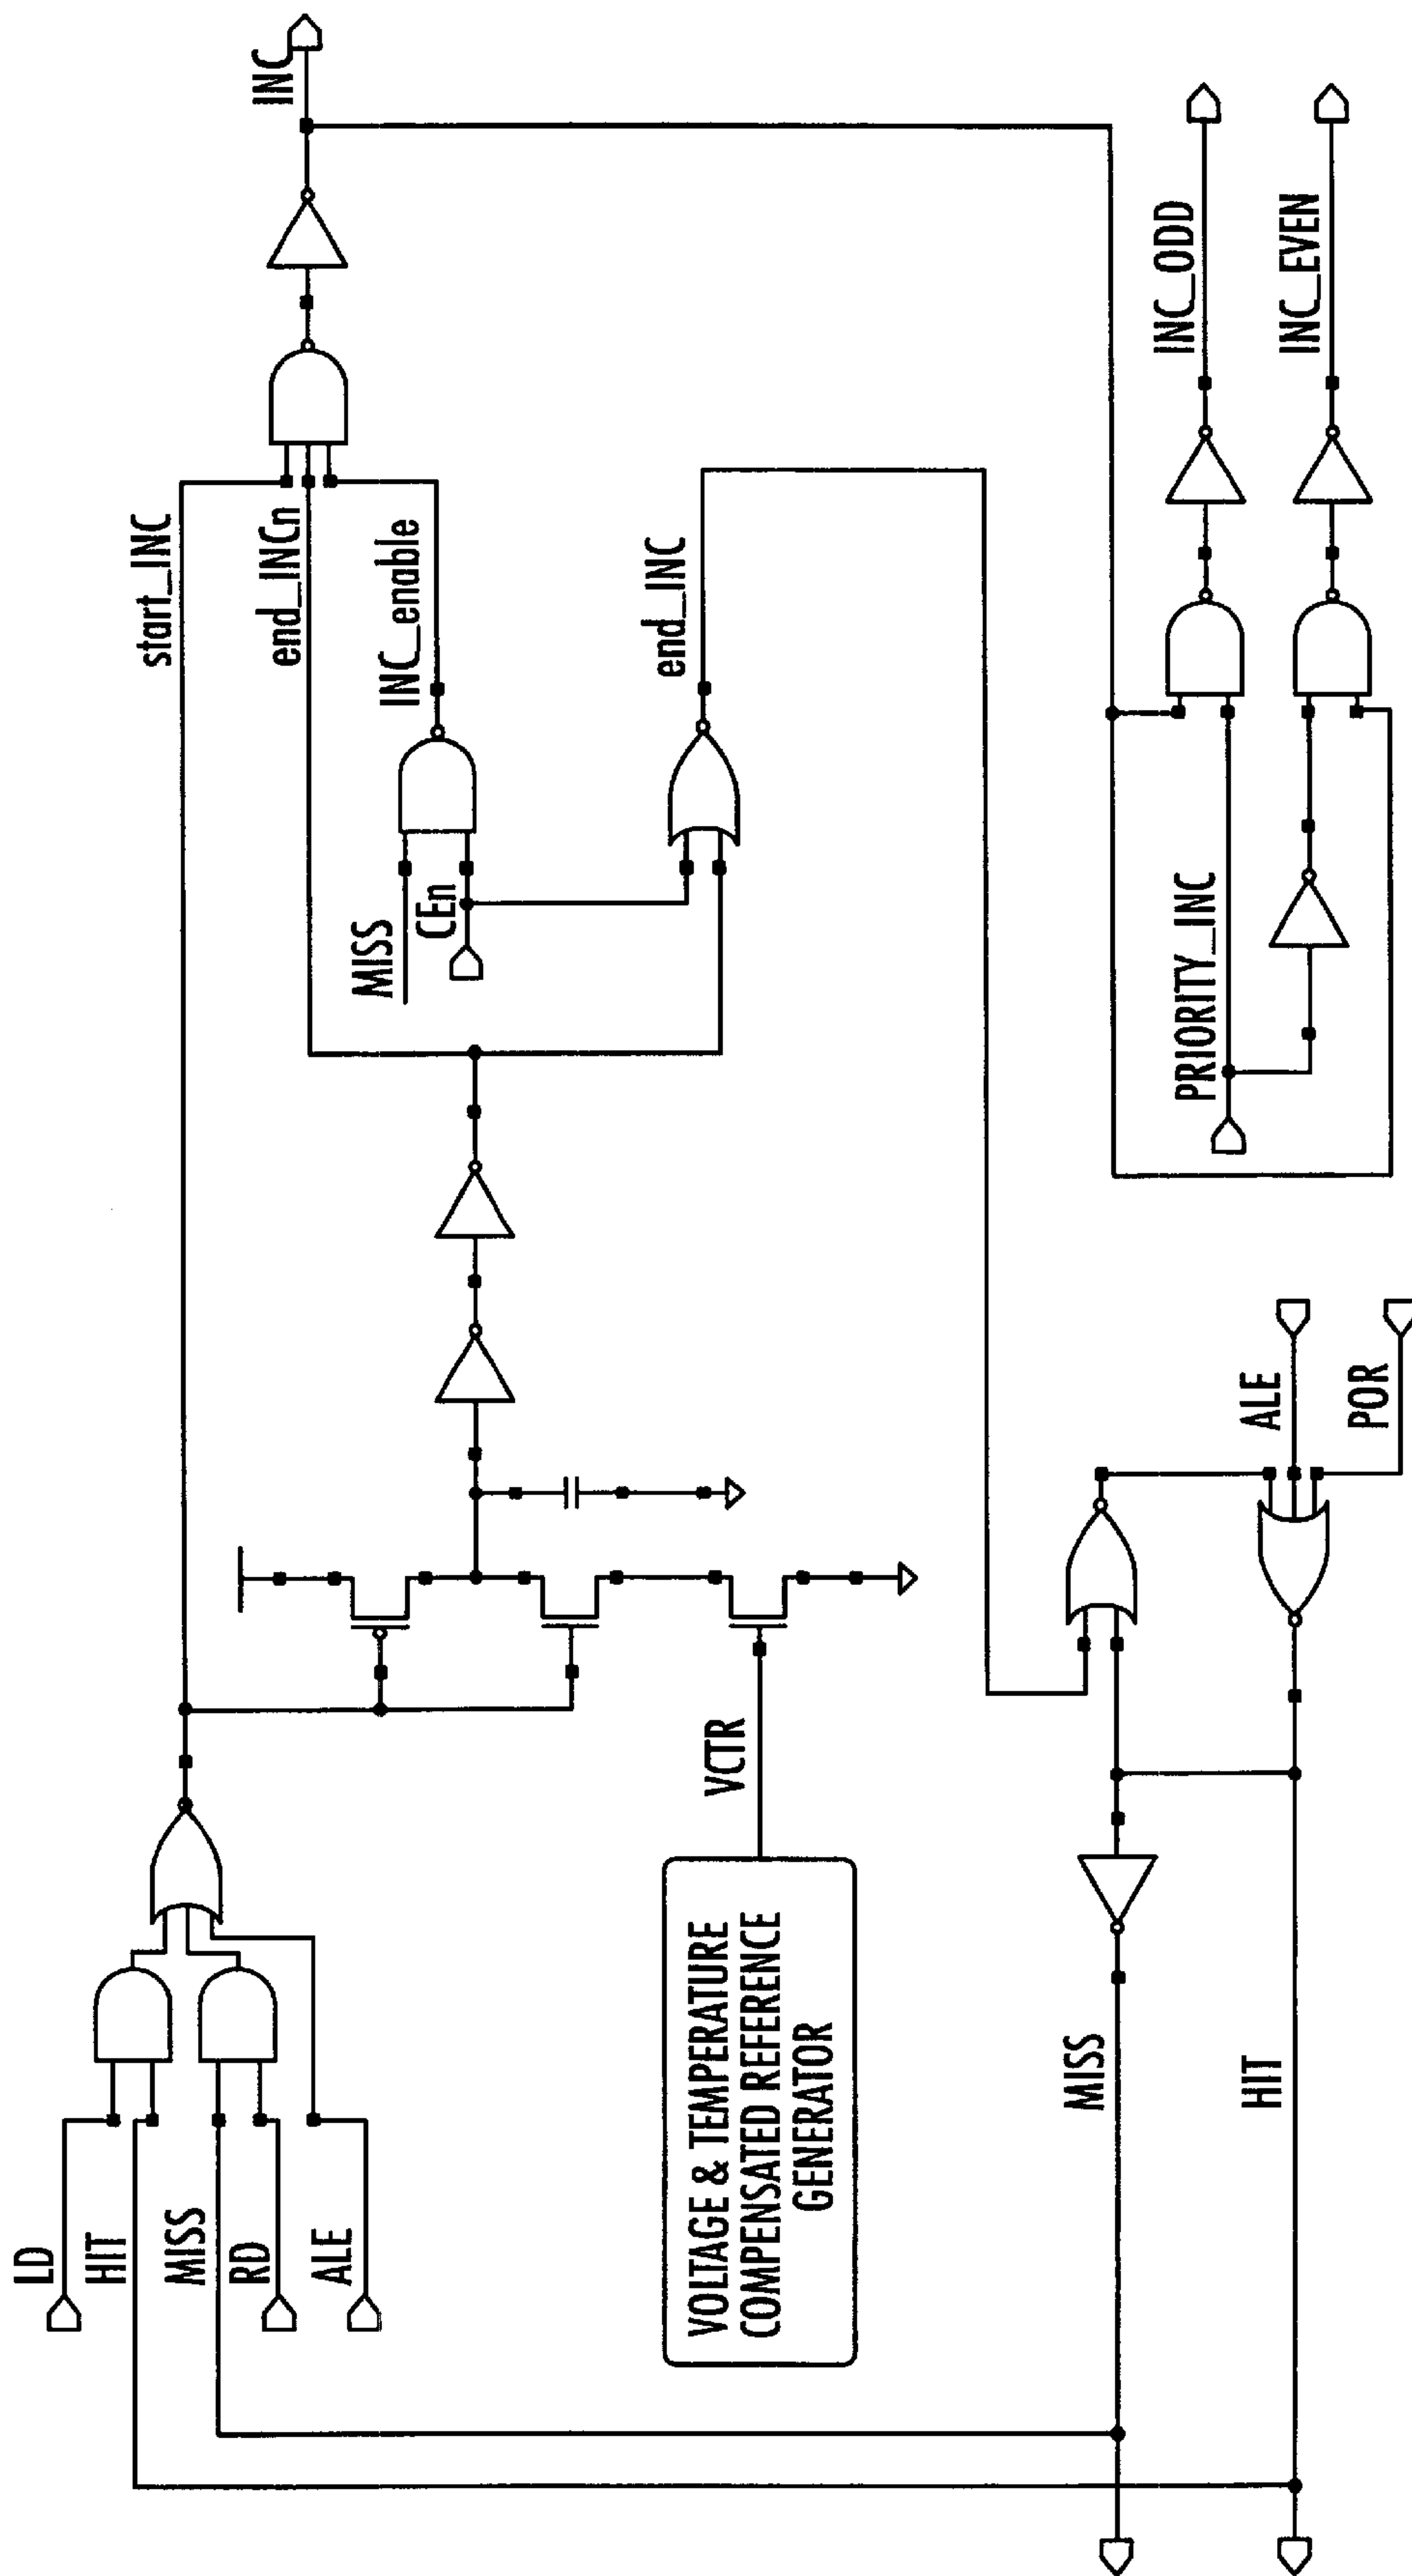 LD
HIT
MISS
RD
ALE
start_INC
end_INCn
INC_enable
INC
MISS
CEn
end_INC
VCTR
VOLTAGE & TEMPERATURE
COMPENSATED REFERENCE
GENERATOR
MISS
HIT
ALE
POR
PRIORITY_INC
INC_ODD
INC_EVEN